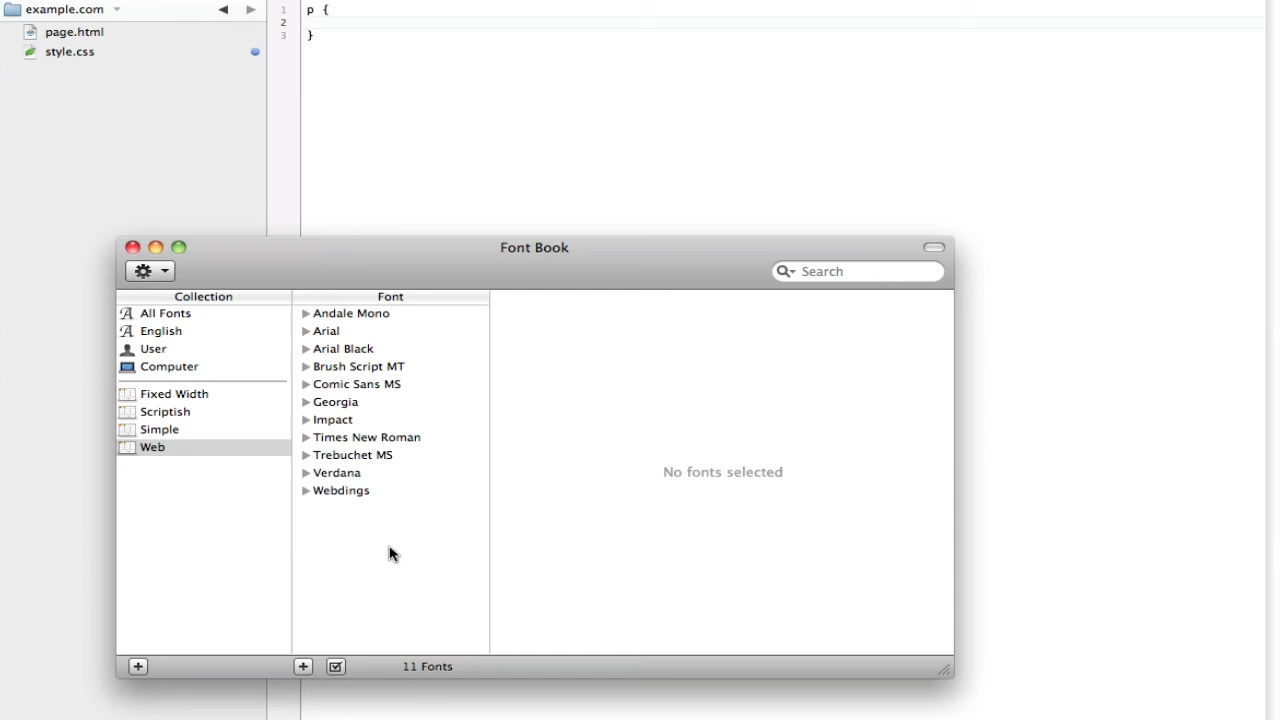 example.com
page.html
style.css
1 p {
2
3 }
Font Book
Search
Collection
All Fonts
English
User
Computer
Fixed Width
Scriptish
Simple
Web
Font
Andale Mono
Arial
Arial Black
Brush Script MT
Comic Sans MS
Georgia
Impact
Times New Roman
Trebuchet MS
Verdana
Webdings
No fonts selected
11 Fonts